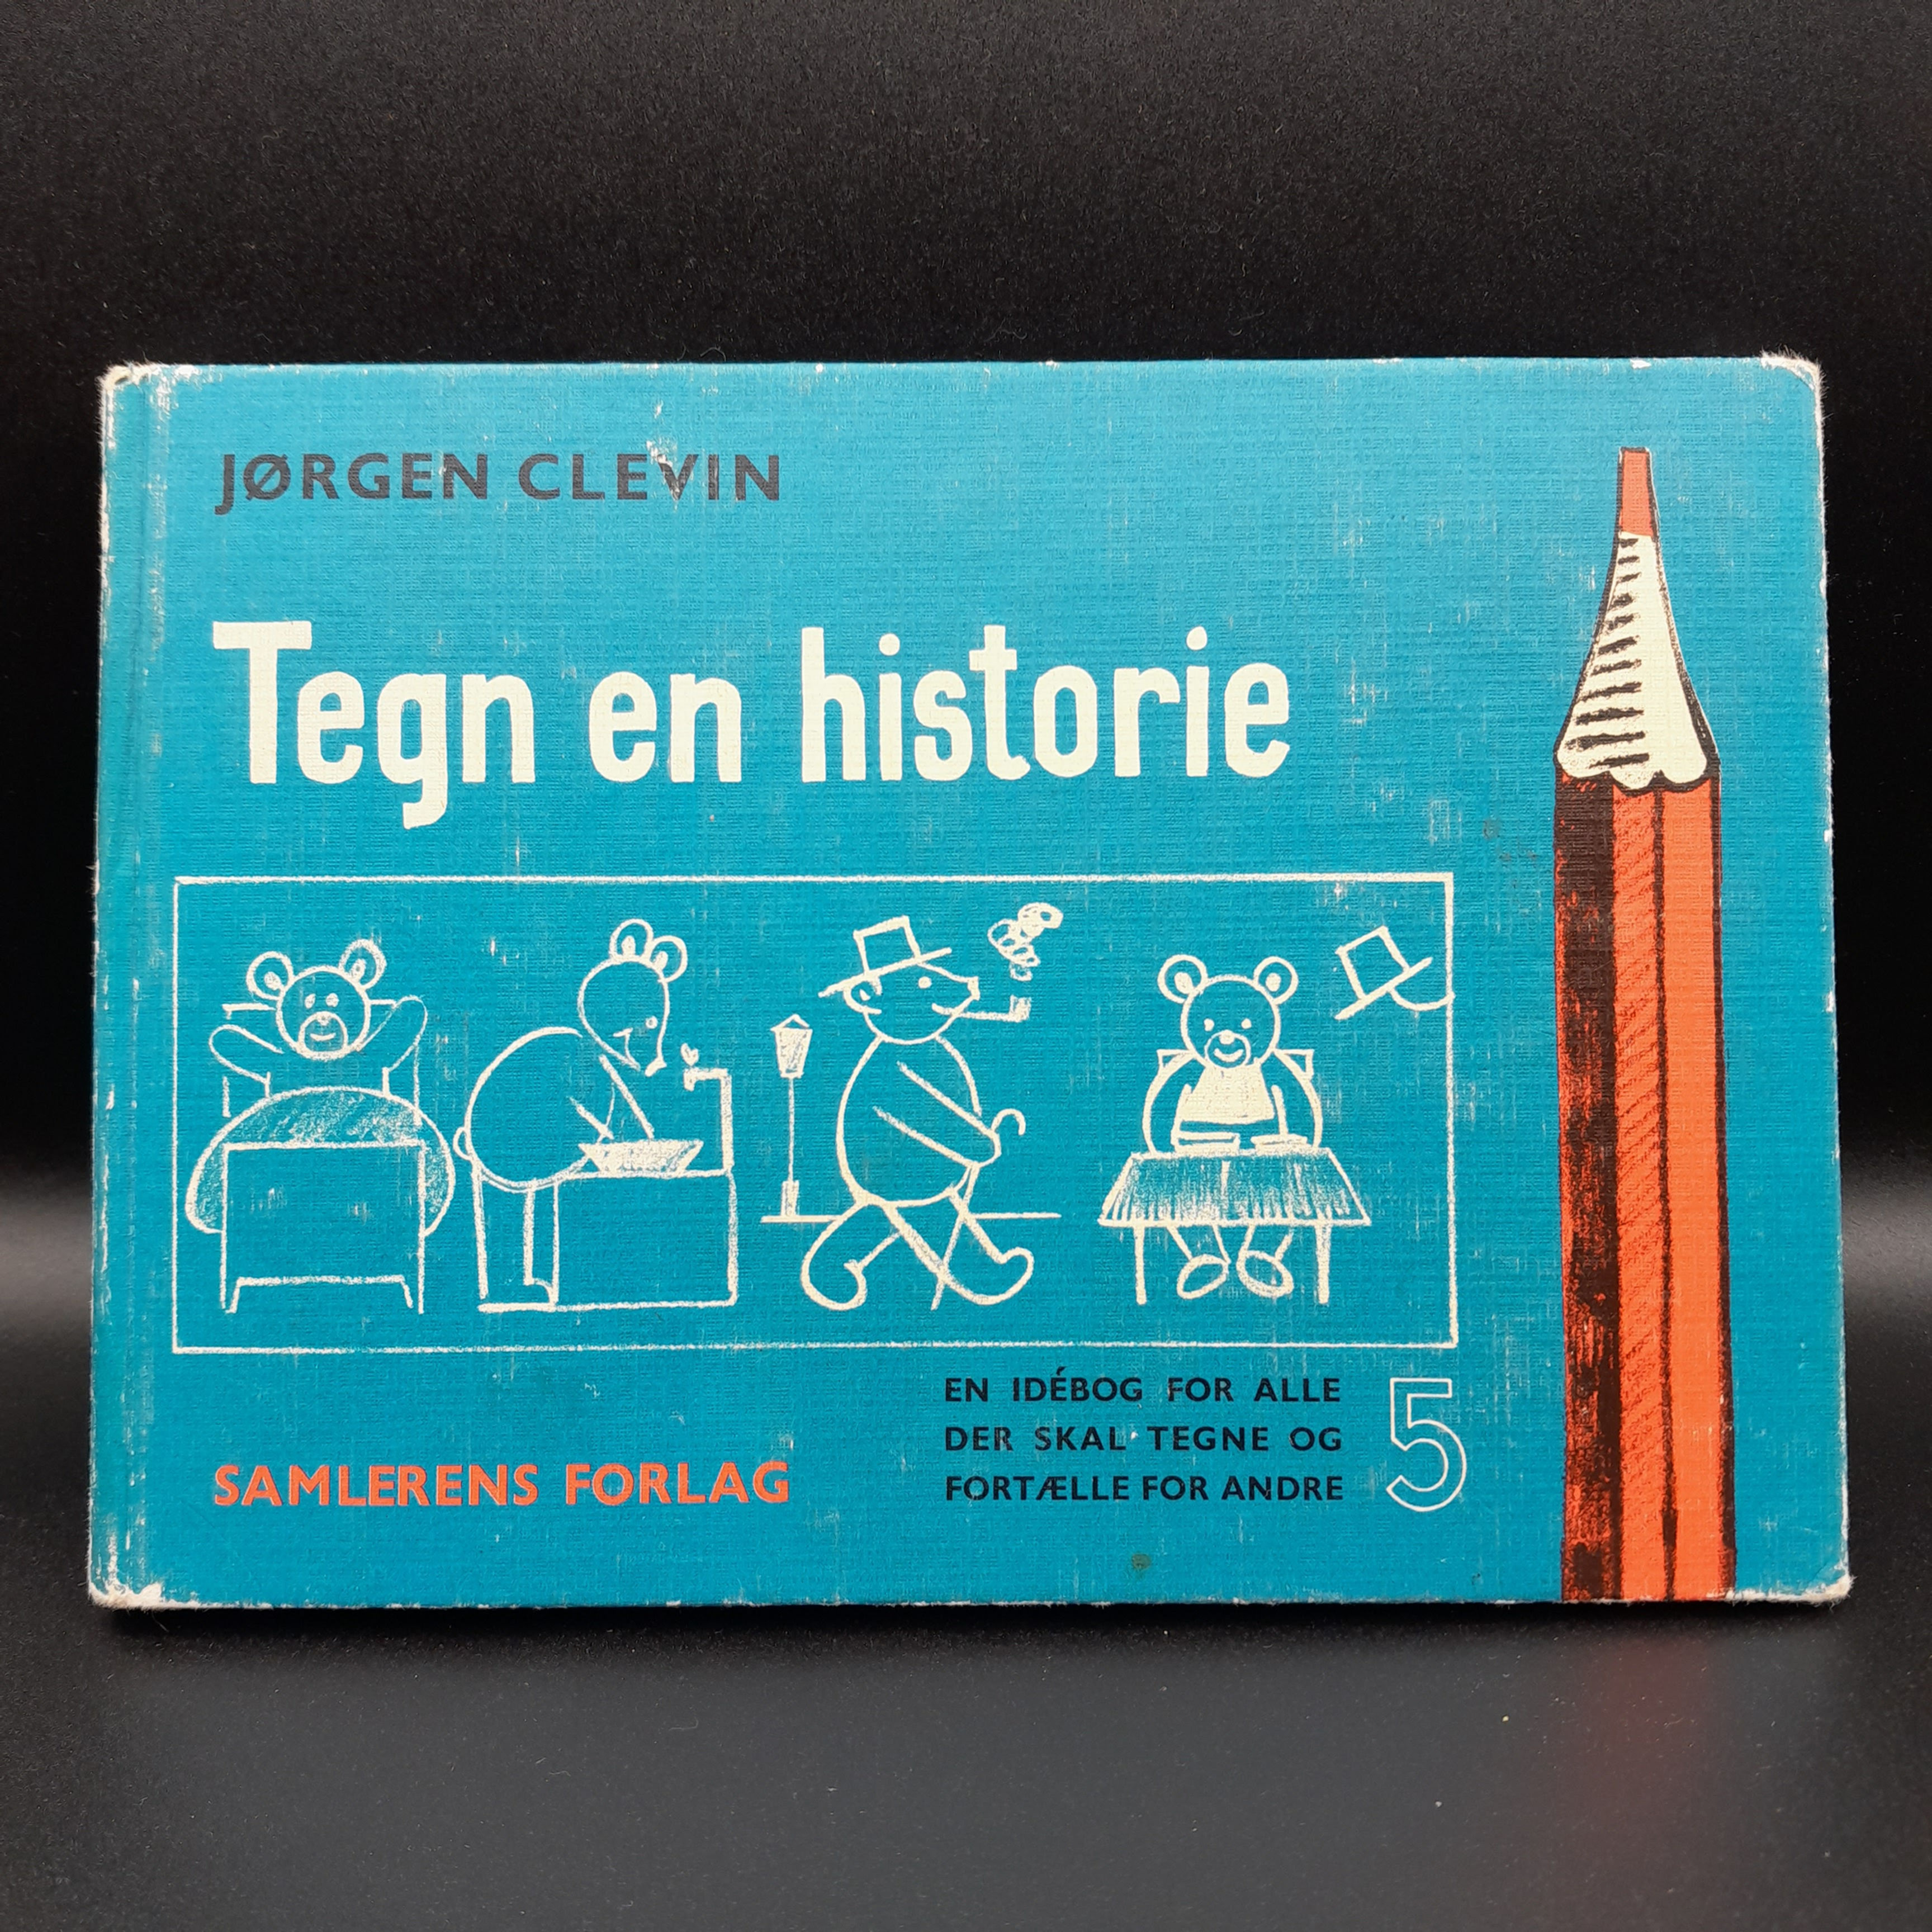 JØRGEN CLEVIN
Tegn en historie
EN IDÉBOG FOR ALLE
DER SKAL TEGNE OG
FORTÆLLE FOR ANDRE
5
SAMLERENS FORLAG